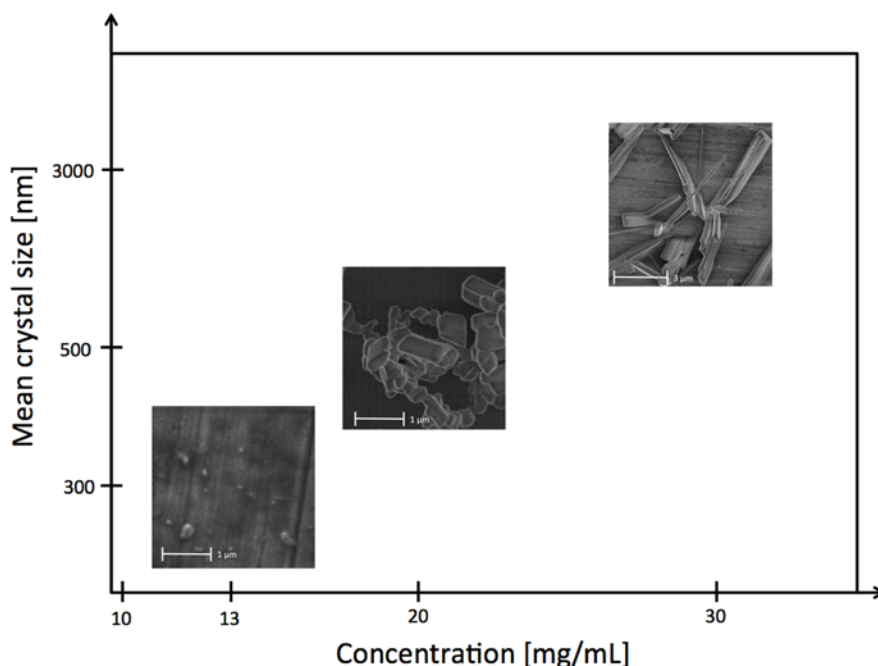 Mean crystal size [nm]
3000
500
300
3 μm
1 μm
1 μm
10
13
20
30
Concentration [mg/mL]